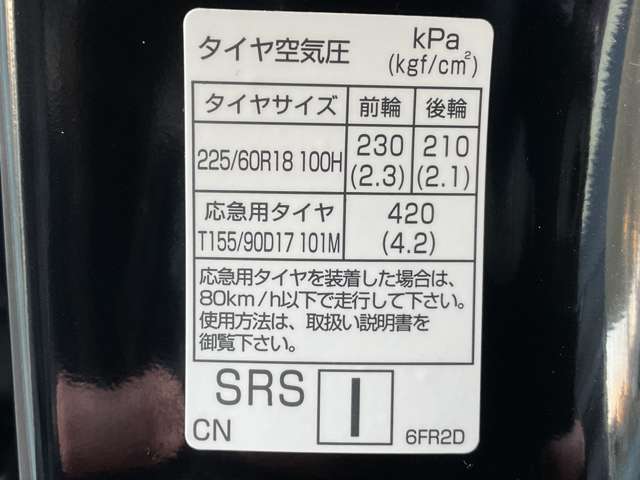 タイヤ空気圧 kPa
(kgf/cm²)
タイヤサイズ 前輪 後輪
225/60R18 100H 230 210
(2.3) (2.1)
応急用タイヤ 420
T155/90D17 101M (4.2)
応急用タイヤを装着した場合は、
80km/h以下で走行して下さい。
使用方法は、取扱い説明書を
御覧下さい。
SRS I
CN 6FR2D